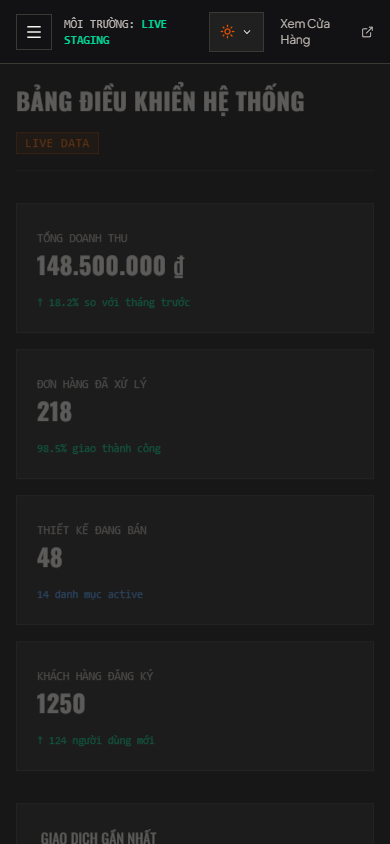 MÔI TRƯỜNG: LIVE
STAGING
Xem Cửa
Hàng
BẢNG ĐIỀU KHIỂN HỆ THỐNG
LIVE DATA
TỔNG DOANH THU
148.500.000 ₫
↑ 18.2% so với tháng trước
ĐƠN HÀNG ĐÃ XỬ LÝ
218
98.5% giao thành công
THIẾT KẾ ĐANG BÁN
48
14 danh mục active
KHÁCH HÀNG ĐĂNG KÝ
1250
↑ 124 người dùng mới
GIAO DỊCH GẦN NHẤT